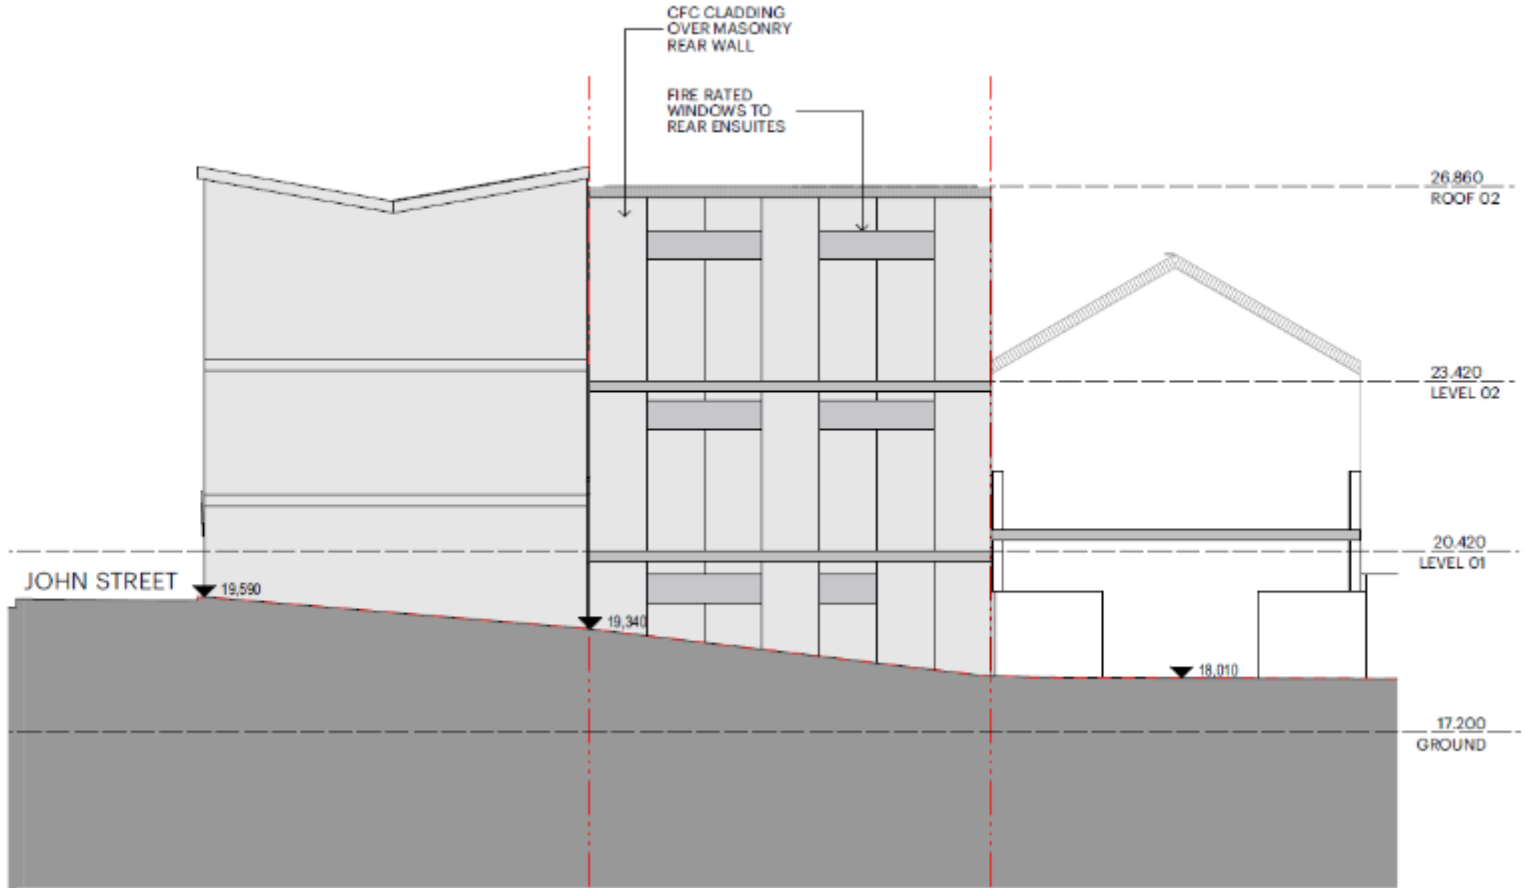 CFC CLADDING
OVER MASONRY
REAR WALL
FIRE RATED
WINDOWS TO
REAR ENSUITES
26.860
ROOF 02
23.420
LEVEL 02
20.420
LEVEL 01
JOHN STREET
19,590
19,340
18,010
17.200
GROUND